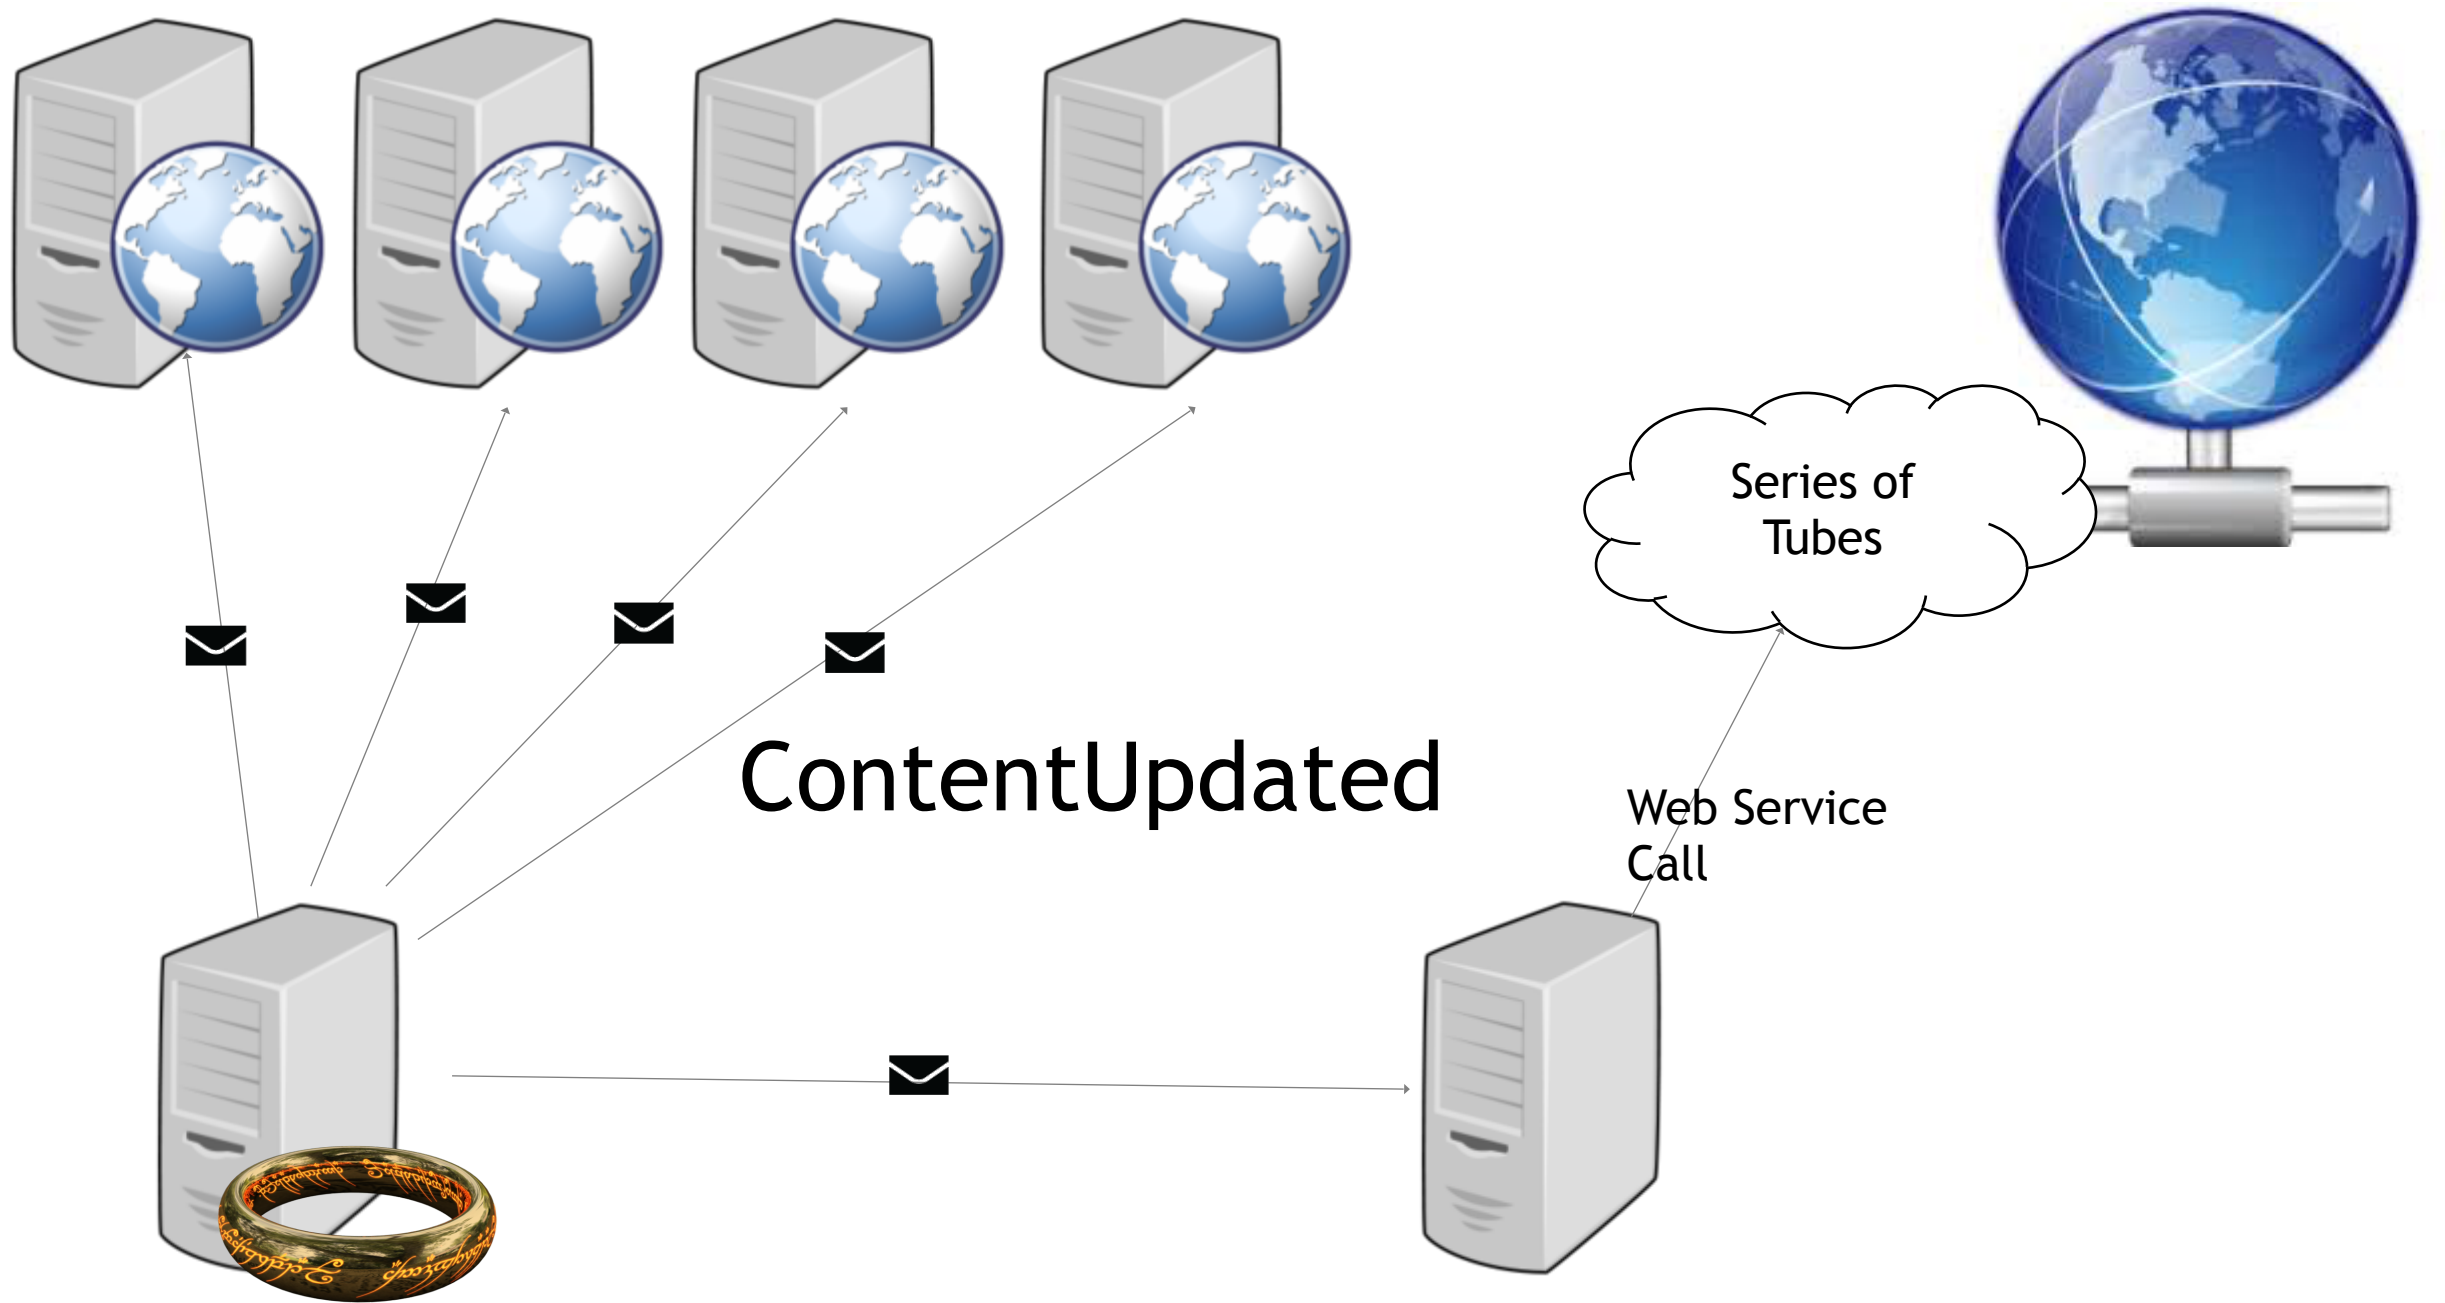 Series of
Tubes
ContentUpdated
Web Service
Call